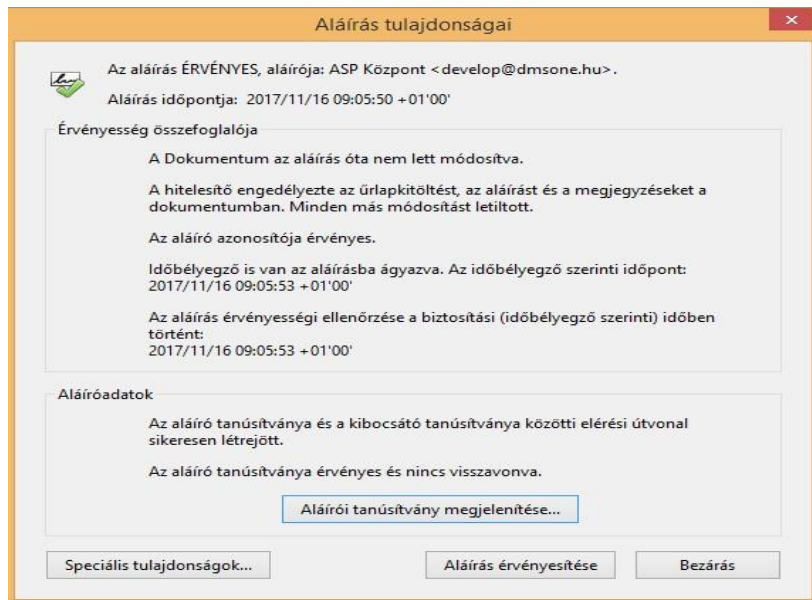 Aláírás tulajdonságai
Az aláírás ÉRVÉNYES, aláírója: ASP Központ <develop@dmsone.hu>.
Aláírás időpontja: 2017/11/16 09:05:50 +01'00'
Érvényesség összefoglalója
A Dokumentum az aláírás óta nem lett módosítva.
A hitelesítő engedélyezte az űrlapkitöltést, az aláírást és a megjegyzéseket a
dokumentumban. Minden más módosítást letiltott.
Az aláíró azonosítója érvényes.
Időbélyegző is van az aláírásba ágyazva. Az időbélyegző szerinti időpont:
2017/11/16 09:05:53 +01'00'
Az aláírás érvényességi ellenőrzése a biztosítási (időbélyegző szerinti) időben
történt:
2017/11/16 09:05:53 +01'00'
Aláíróadatok
Az aláíró tanúsítványa és a kibocsátó tanúsítványa közötti elérési útvonal
sikeresen létrejött.
Az aláíró tanúsítványa érvényes és nincs visszavonva.
Aláírói tanúsítvány megjelenítése...
Speciális tulajdonságok... Aláírás érvényesítése Bezárás